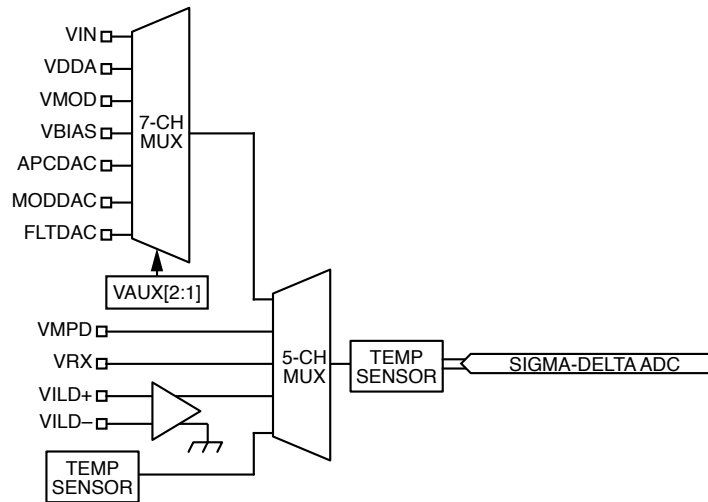 VIN
VDDA
VMOD
VBIAS
APCDAC
MODDAC
FLTDAC
7-CH
MUX
VAUX[2:1]
VMPD
VRX
VILD+
VILD–
TEMP
SENSOR
5-CH
MUX
TEMP
SENSOR
SIGMA-DELTA ADC